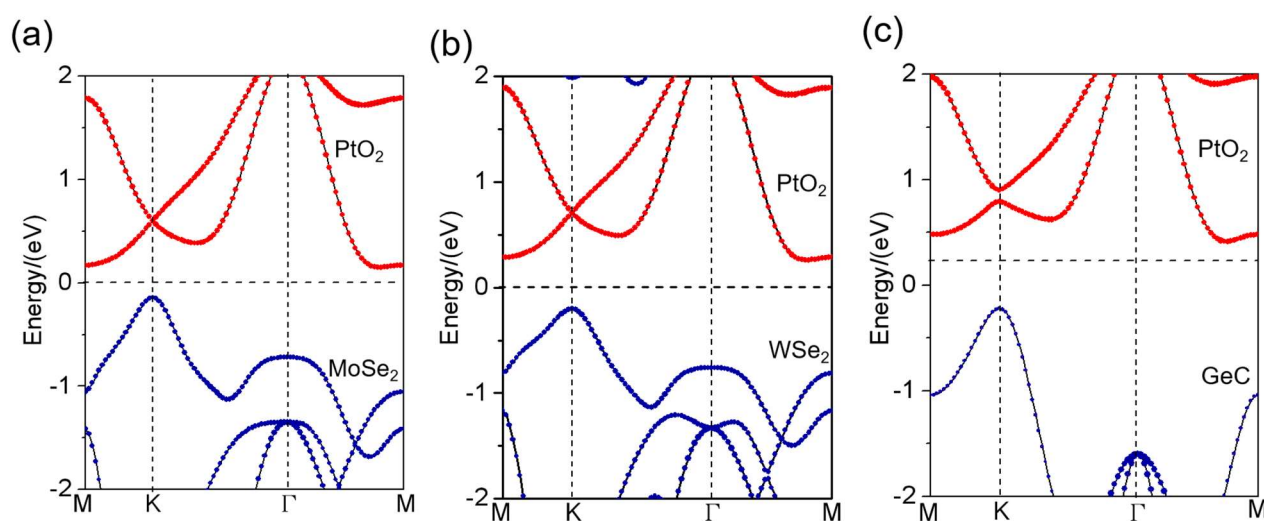 (a)
2
1
0
-1
-2
Energy/(eV)
PtO2
MoSe2
M K Γ M
(b)
2
1
0
-1
-2
Energy/(eV)
PtO2
WSe2
M K Γ M
(c)
2
1
0
-1
-2
Energy/(eV)
PtO2
GeC
M K Γ M